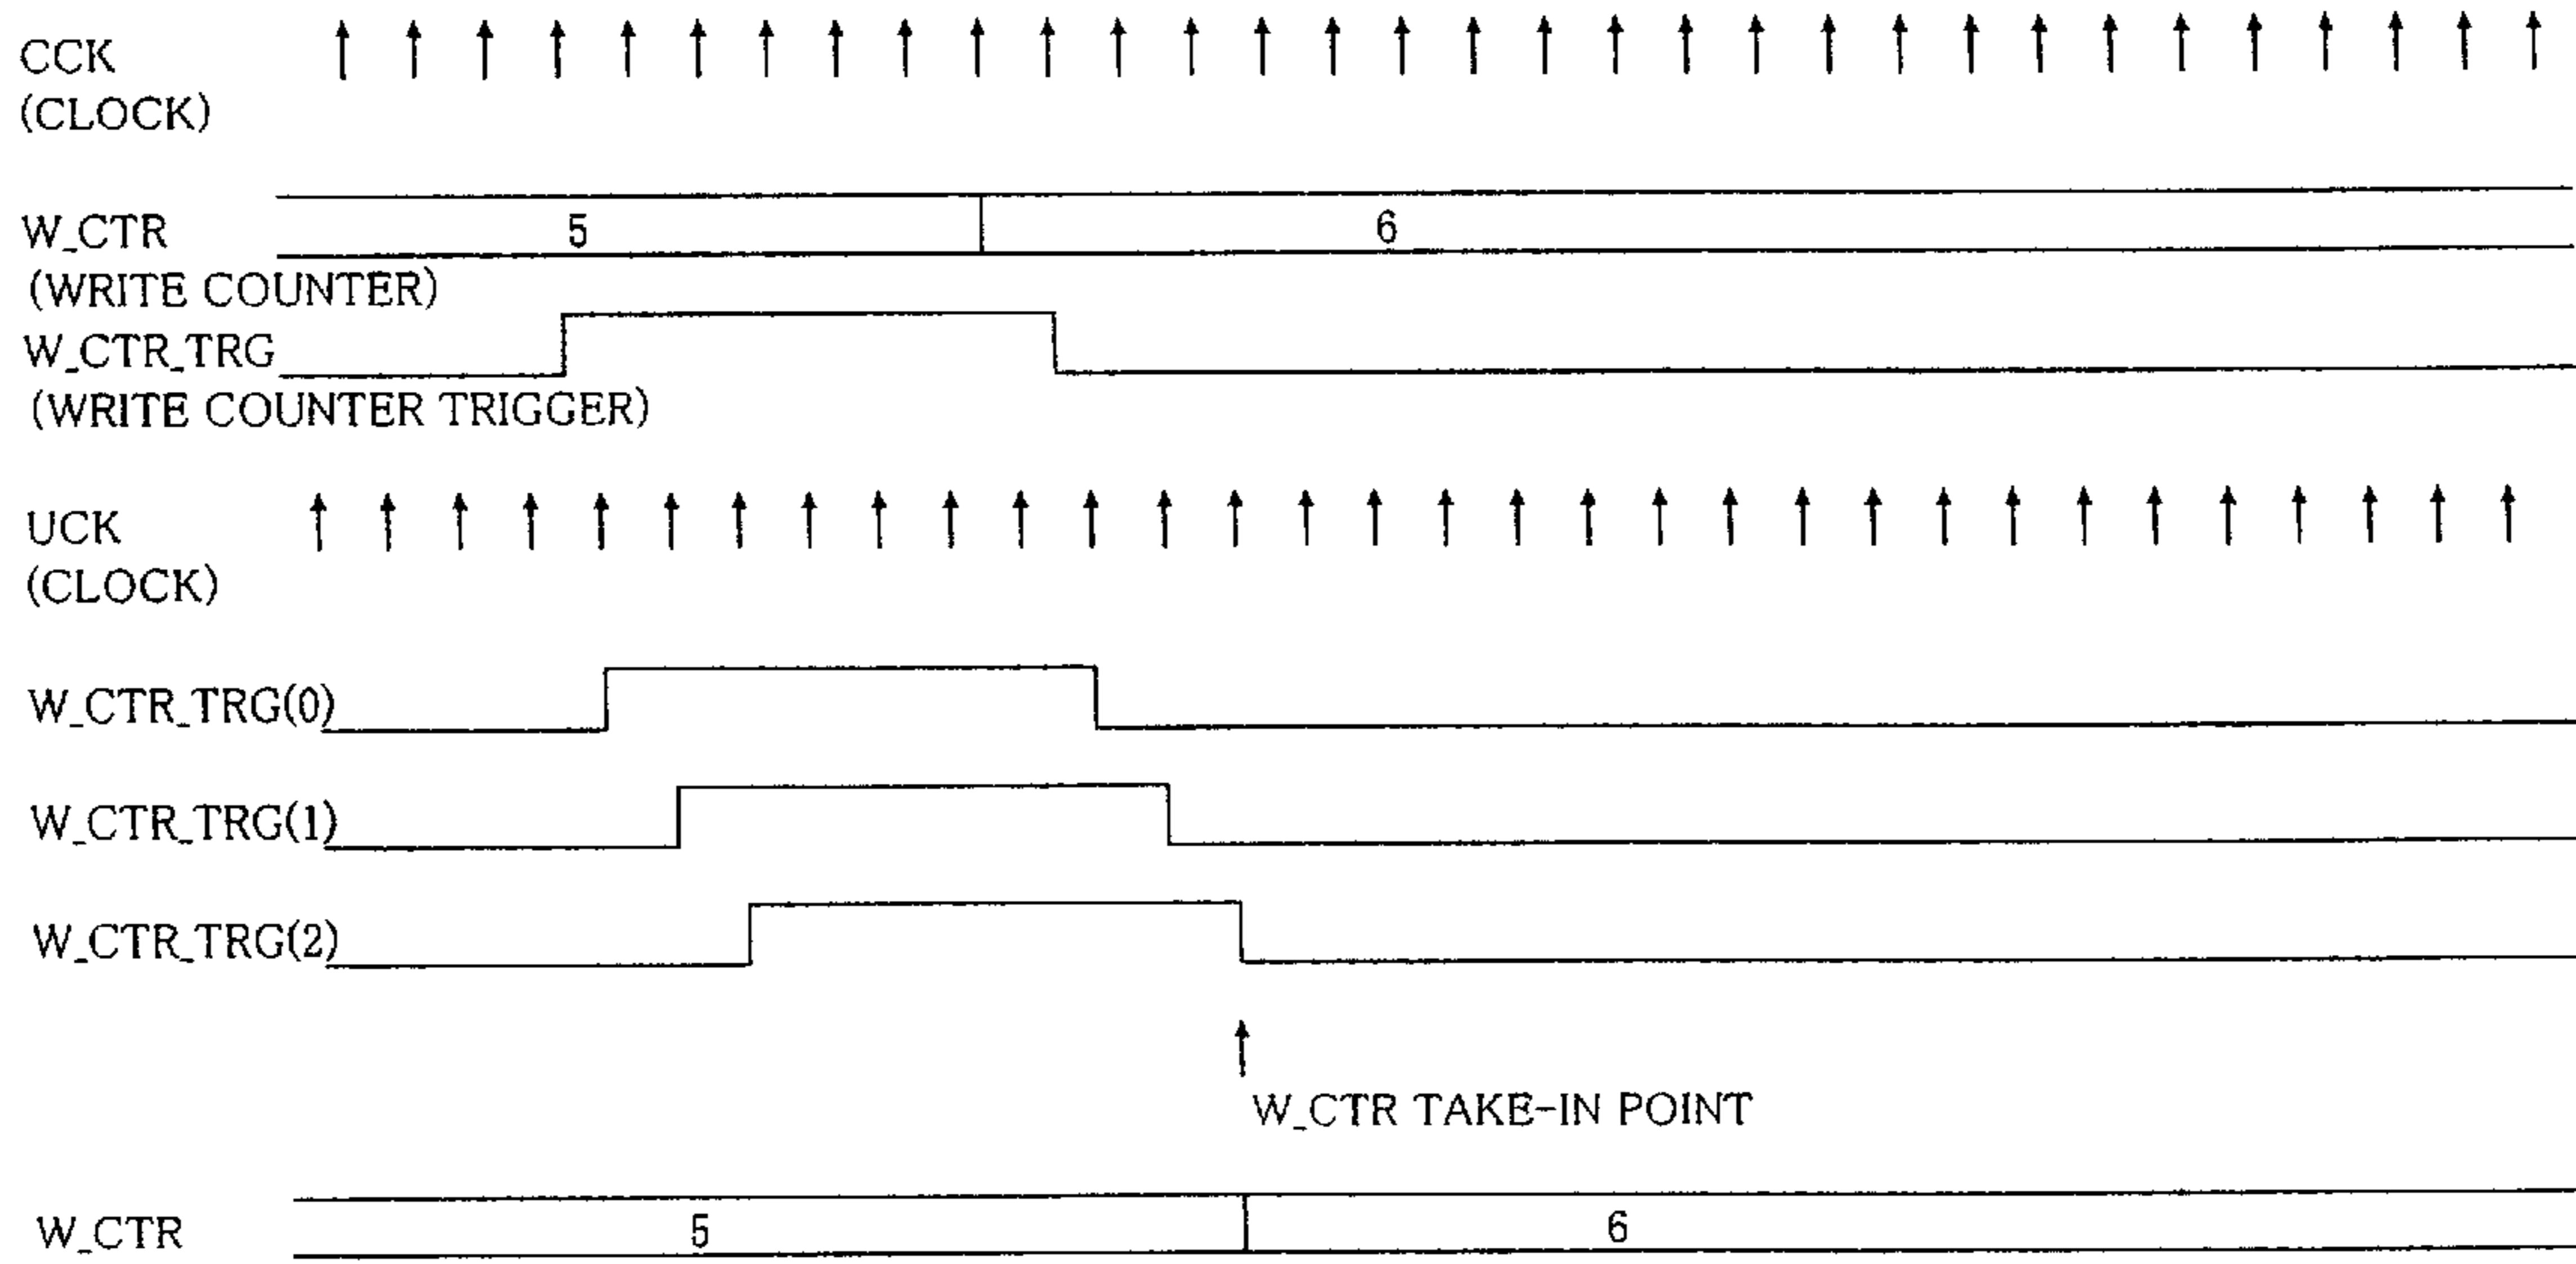 CCK
(CLOCK)
W_CTR 5 6
(WRITE COUNTER)
W_CTR_TRG
(WRITE COUNTER TRIGGER)
UCK
(CLOCK)
W_CTR_TRG(0)
W_CTR_TRG(1)
W_CTR_TRG(2)
W_CTR TAKE-IN POINT
W_CTR 5 6